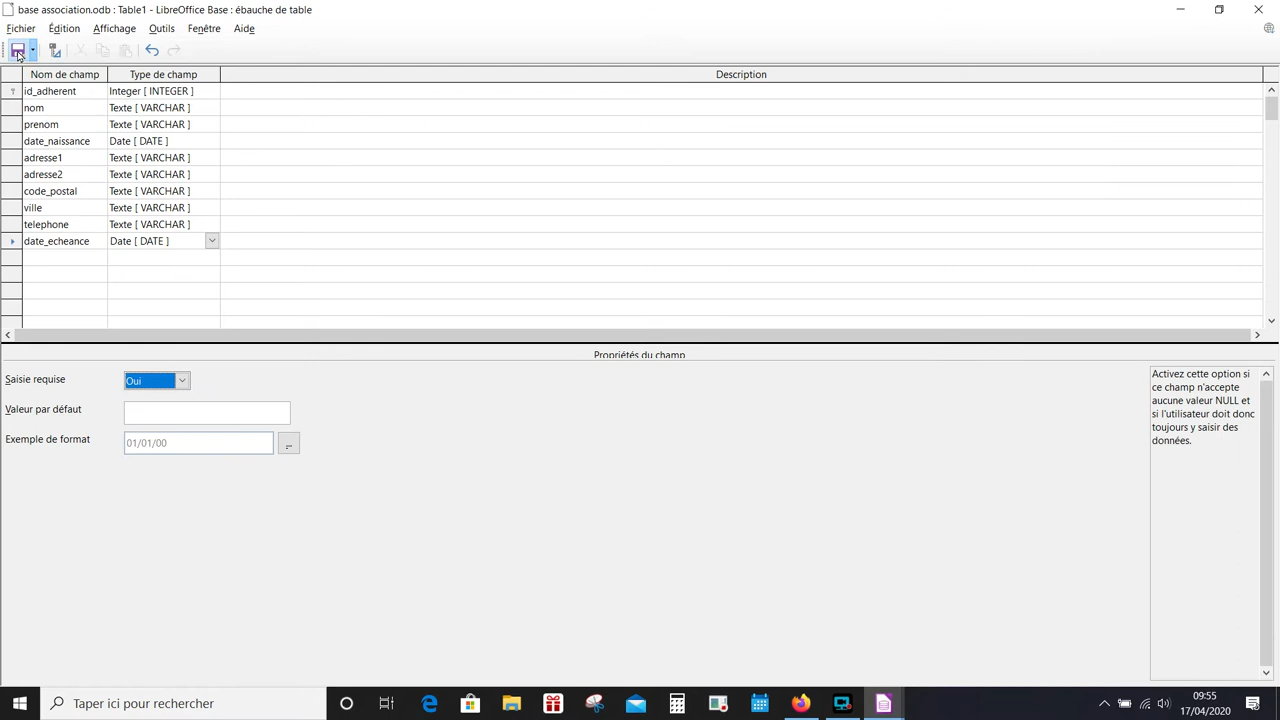 base association.odb : Table1 - LibreOffice Base : ébauche de table
Fichier Édition Affichage Outils Fenêtre Aide
Nom de champ Type de champ Description
id_adherent Integer [ INTEGER ]
nom Texte [ VARCHAR ]
prenom Texte [ VARCHAR ]
date_naissance Date [ DATE ]
adresse1 Texte [ VARCHAR ]
adresse2 Texte [ VARCHAR ]
code_postal Texte [ VARCHAR ]
ville Texte [ VARCHAR ]
telephone Texte [ VARCHAR ]
date_echeance Date [ DATE ]
Propriétés du champ
Saisie requise Oui
Valeur par défaut
Exemple de format 01/01/00 ...
Activez cette option si
ce champ n'accepte
aucune valeur NULL et
si l'utilisateur doit donc
toujours y saisir des
données.
Taper ici pour rechercher
09:55
17/04/2020